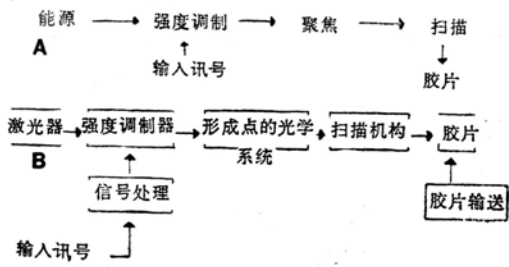 能源 强度调制 聚焦 扫描
A
输入讯号
胶片
激光器 强度调制器 形成点的光学 扫描机构 胶片
B 系统
信号处理 胶片输送
输入讯号